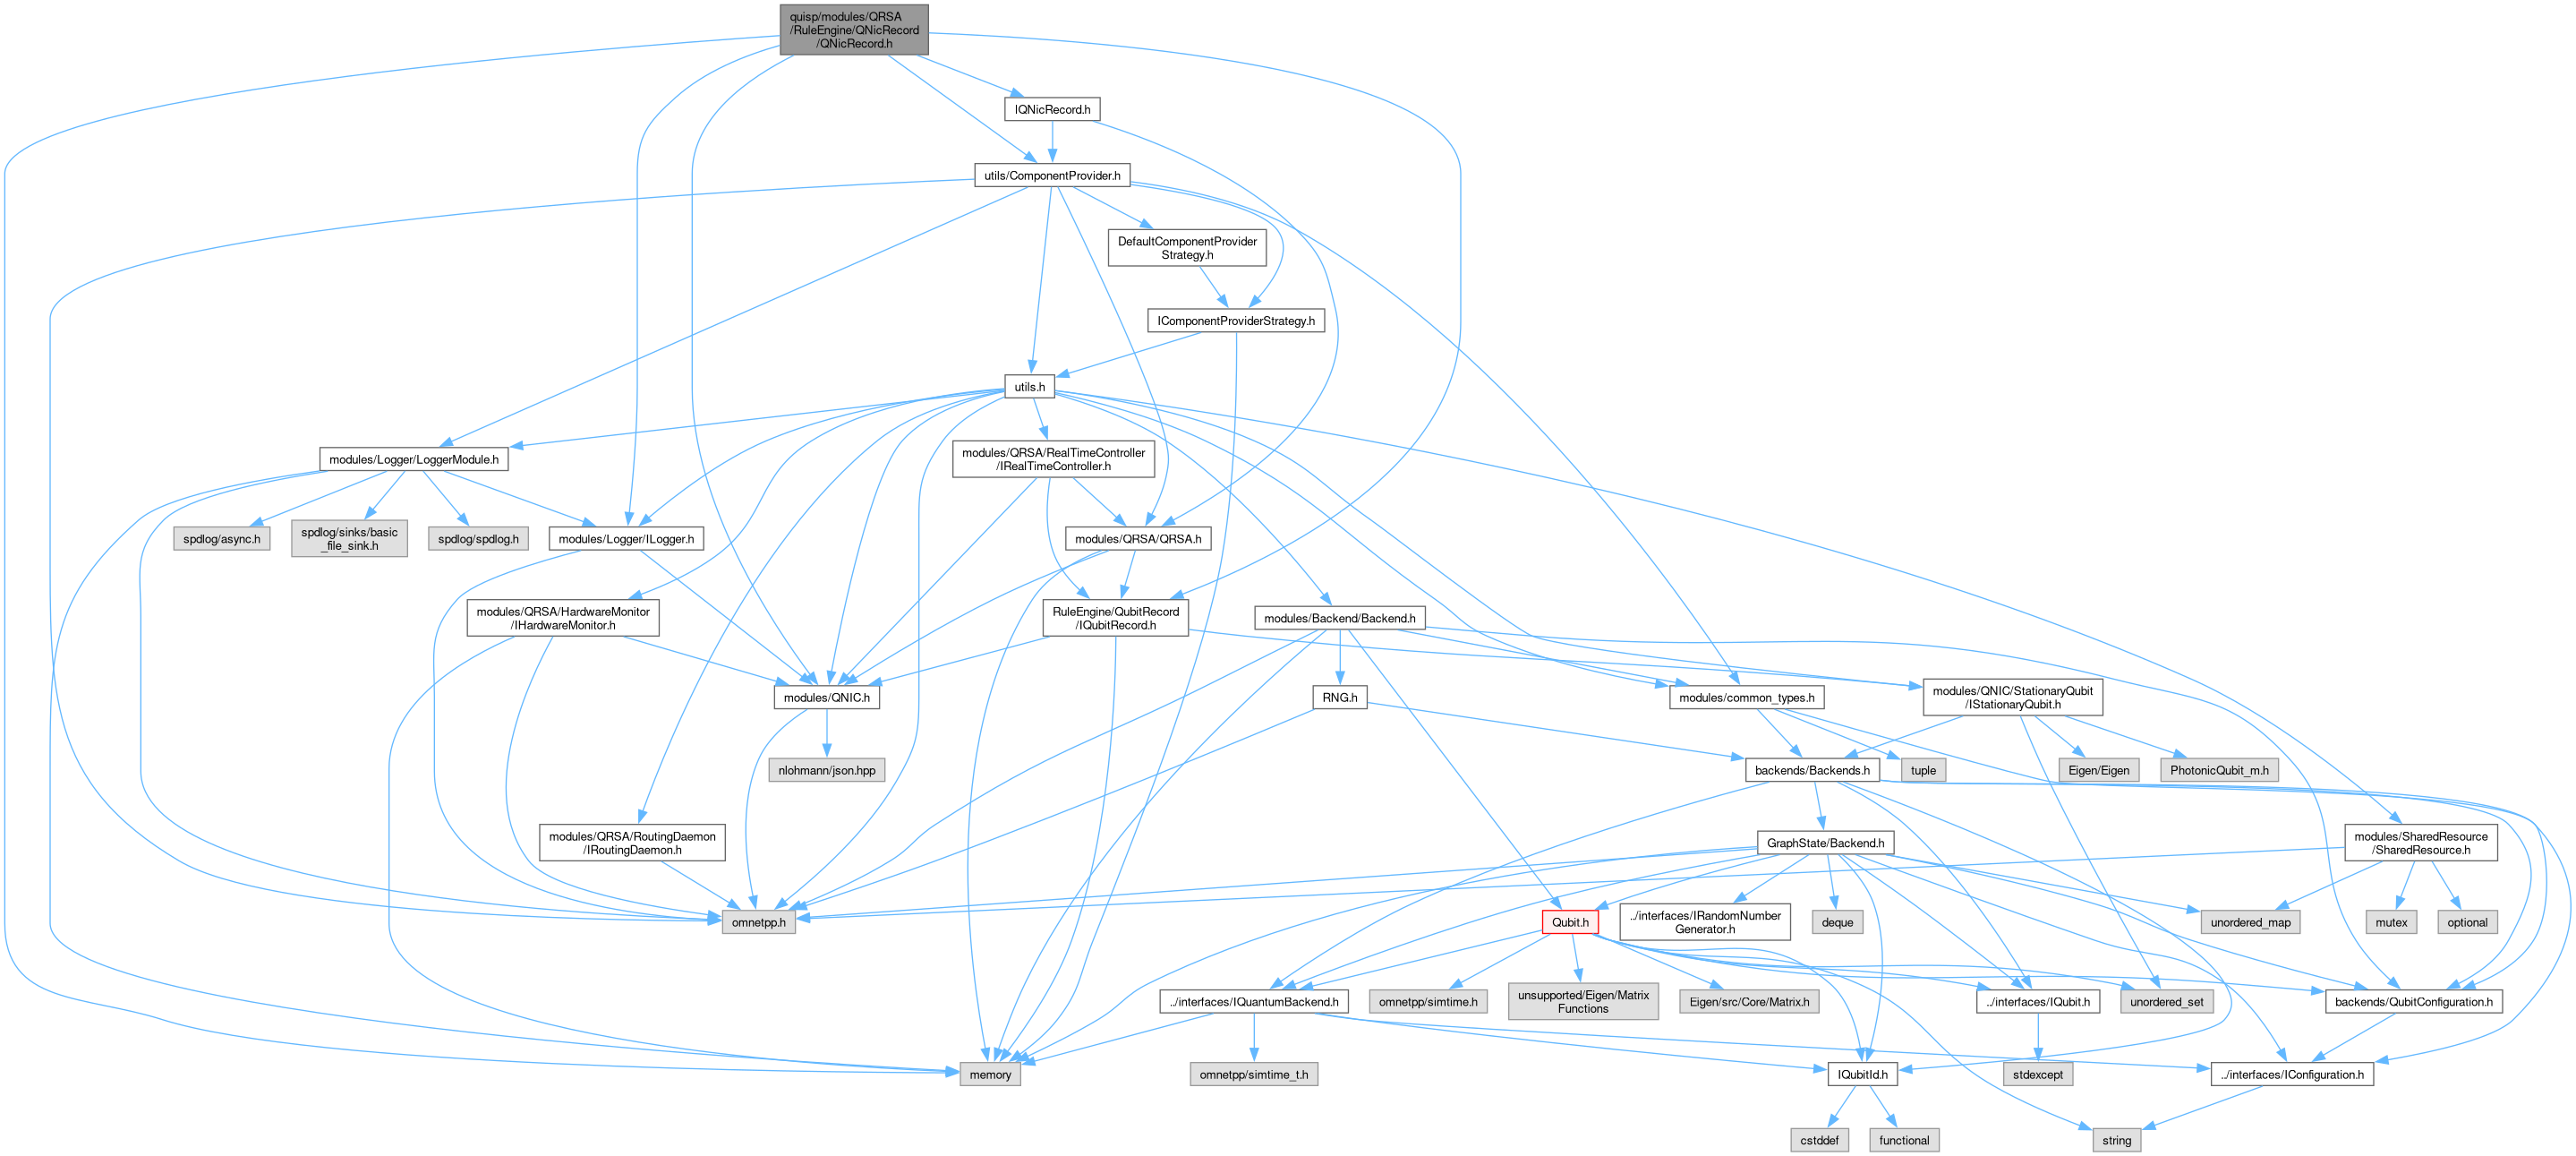 quisp/modules/QRSA
/RuleEngine/QNicRecord
/QNicRecord.h
IQNicRecord.h
utils/ComponentProvider.h
DefaultComponentProvider
Strategy.h
IComponentProviderStrategy.h
utils.h
modules/Logger/LoggerModule.h
modules/QRSA/RealTimeController
/IRealTimeController.h
spdlog/async.h
spdlog/sinks/basic
_file_sink.h
spdlog/spdlog.h
modules/Logger/ILogger.h
modules/QRSA/QRSA.h
modules/QRSA/HardwareMonitor
/IHardwareMonitor.h
RuleEngine/QubitRecord
/IQubitRecord.h
modules/Backend/Backend.h
modules/QNIC.h
RNG.h
modules/common_types.h
modules/QNIC/StationaryQubit
/IStationaryQubit.h
nlohmann/json.hpp
backends/Backends.h
tuple
Eigen/Eigen
PhotonicQubit_m.h
modules/QRSA/RoutingDaemon
/IRoutingDaemon.h
GraphState/Backend.h
modules/SharedResource
/SharedResource.h
omnetpp.h
Qubit.h
../interfaces/IRandomNumber
Generator.h
deque
unordered_map
mutex
optional
../interfaces/IQuantumBackend.h
omnetpp/simtime.h
unsupported/Eigen/Matrix
Functions
Eigen/src/Core/Matrix.h
../interfaces/IQubit.h
unordered_set
backends/QubitConfiguration.h
memory
omnetpp/simtime_t.h
IQubitId.h
stdexcept
../interfaces/IConfiguration.h
cstddef
functional
string